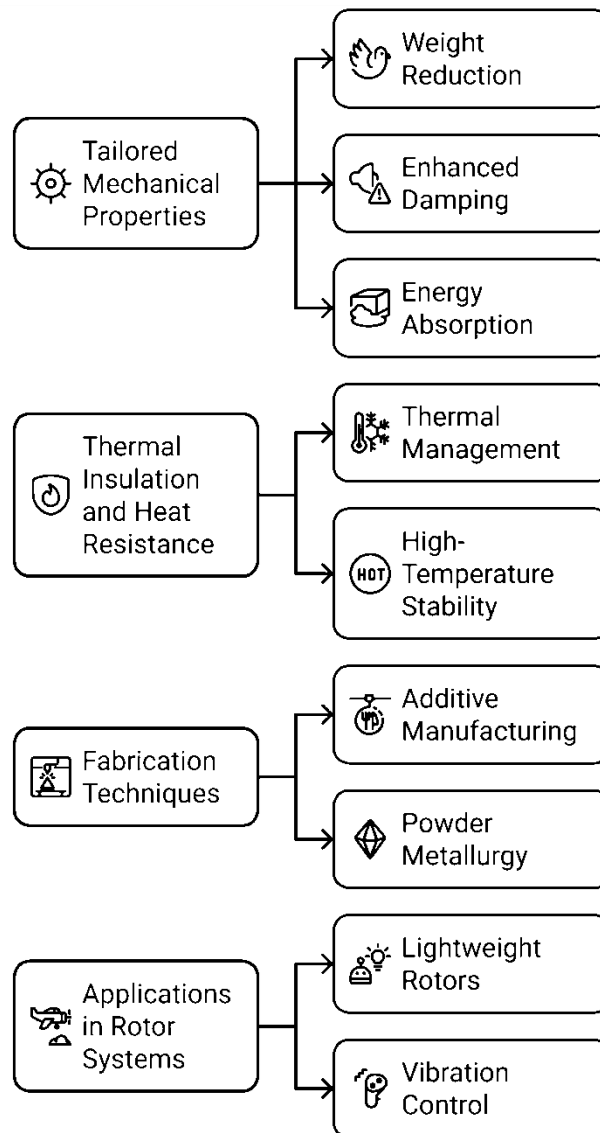 Tailored
Mechanical
Properties
Weight
Reduction
Enhanced
Damping
Energy
Absorption
Thermal
Insulation
and Heat
Resistance
Thermal
Management
High-
Temperature
Stability
HOT
Fabrication
Techniques
Additive
Manufacturing
Powder
Metallurgy
Applications
in Rotor
Systems
Lightweight
Rotors
Vibration
Control